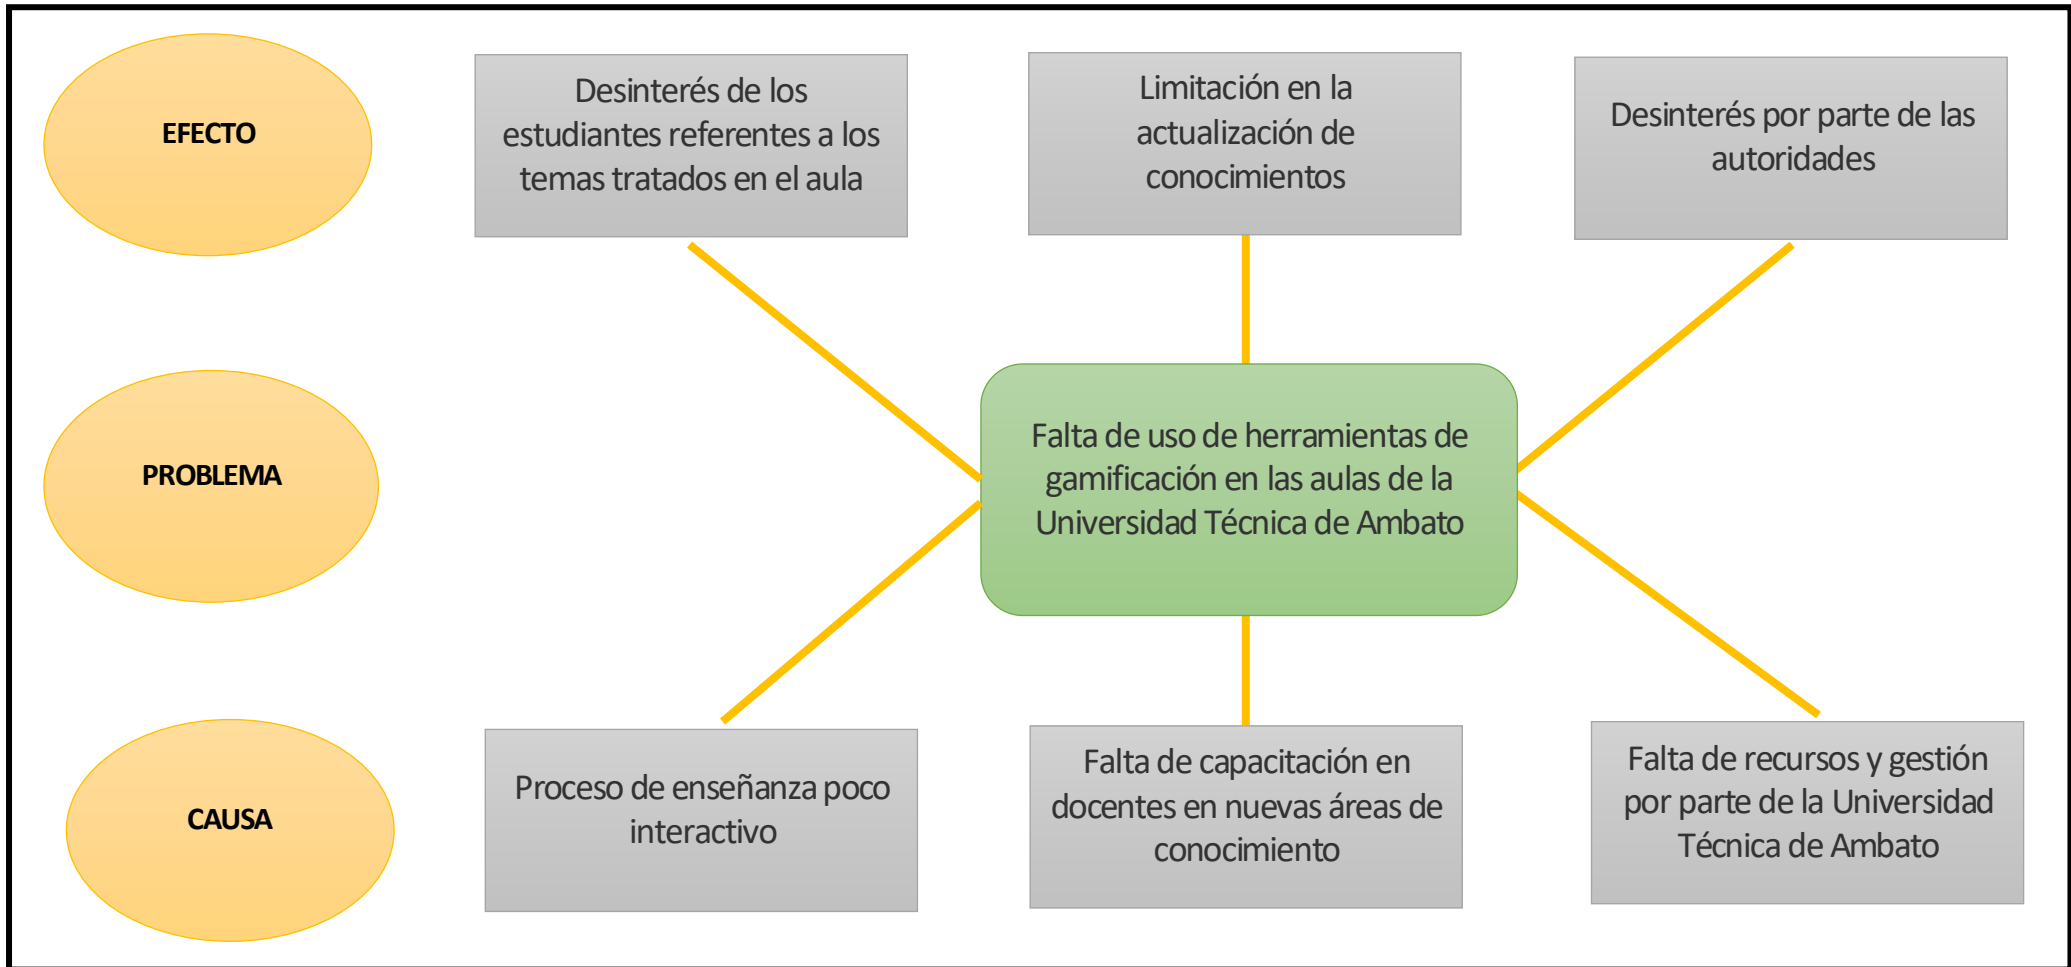 EFECTO
Desinterés de los
estudiantes referentes a los
temas tratados en el aula
Limitación en la
actualización de
conocimientos
Desinterés por parte de las
autoridades
PROBLEMA
Falta de uso de herramientas de
gamificación en las aulas de la
Universidad Técnica de Ambato
CAUSA
Proceso de enseñanza poco
interactivo
Falta de capacitación en
docentes en nuevas áreas de
conocimiento
Falta de recursos y gestión
por parte de la Universidad
Técnica de Ambato